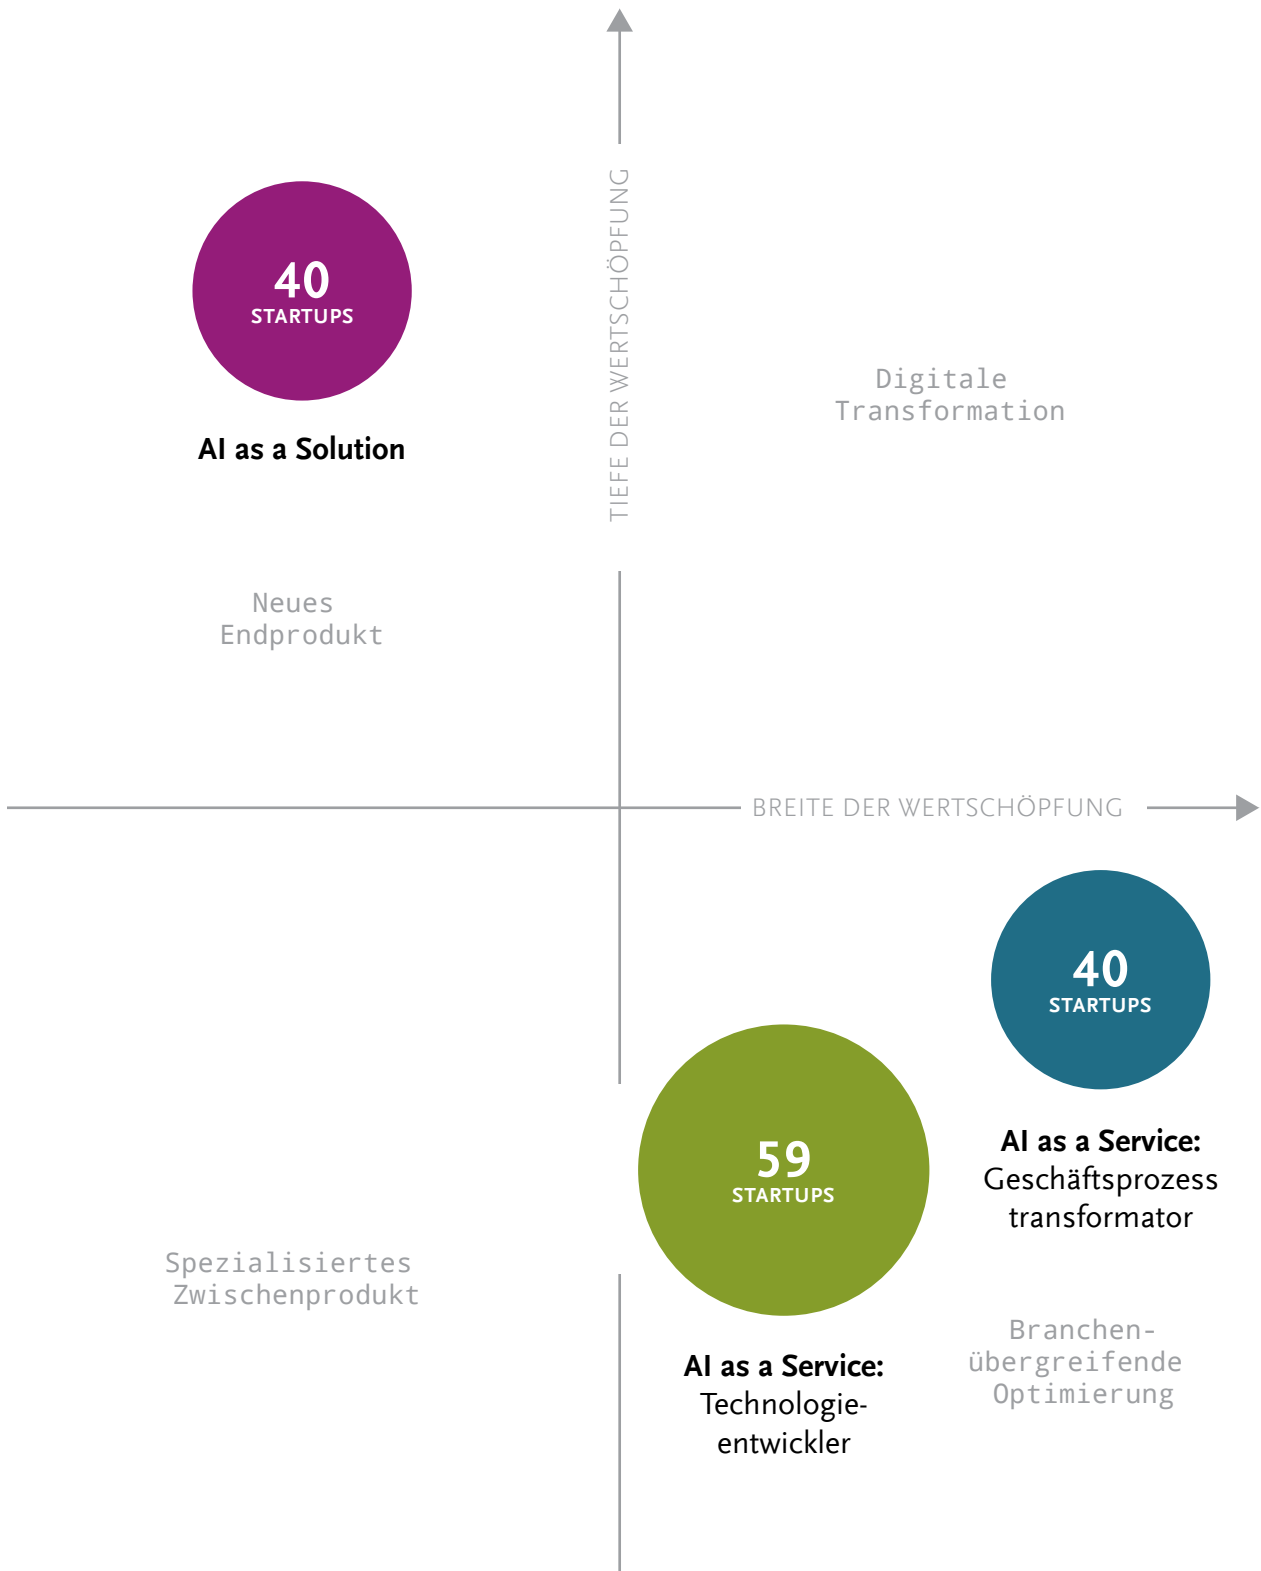 TIEFE DER WERTSCHÖPFUNG
40
STARTUPS
AI as a Solution
Neues
Endprodukt
Digitale
Transformation
BREITE DER WERTSCHÖPFUNG
40
STARTUPS
AI as a Service:
Geschäftsprozess
transformator
59
STARTUPS
AI as a Service:
Technologie-
entwickler
Spezialisiertes
Zwischenprodukt
Branchen-
übergreifende
Optimierung